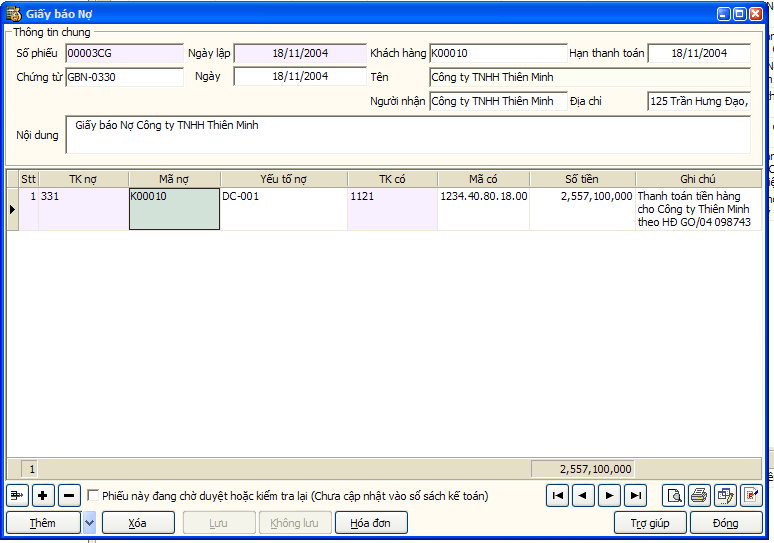 Giấy báo Nợ
Thông tin chung
Số phiếu 00003CG Ngày lập 18/11/2004 Khách hàng K00010 Hạn thanh toán 18/11/2004
Chứng từ GBN-0330 Ngày 18/11/2004 Tên Công ty TNHH Thiên Minh
Người nhận Công ty TNHH Thiên Minh Địa chỉ 125 Trần Hưng Đạo,
Nội dung Giấy báo Nợ Công ty TNHH Thiên Minh
Stt TK nợ Mã nợ Yếu tố nợ TK có Mã có Số tiền Ghi chú
1 331 K00010 DC-001 1121 1234.40.80.18.00 2,557,100,000 Thanh toán tiền hàng
cho Công ty Thiên Minh
theo HĐ GO/04 098743
1 2,557,100,000
Phiếu này đang chờ duyệt hoặc kiểm tra lại (Chưa cập nhật vào sổ sách kế toán)
Thêm Xóa Lưu Không lưu Hóa đơn Trợ giúp Đóng